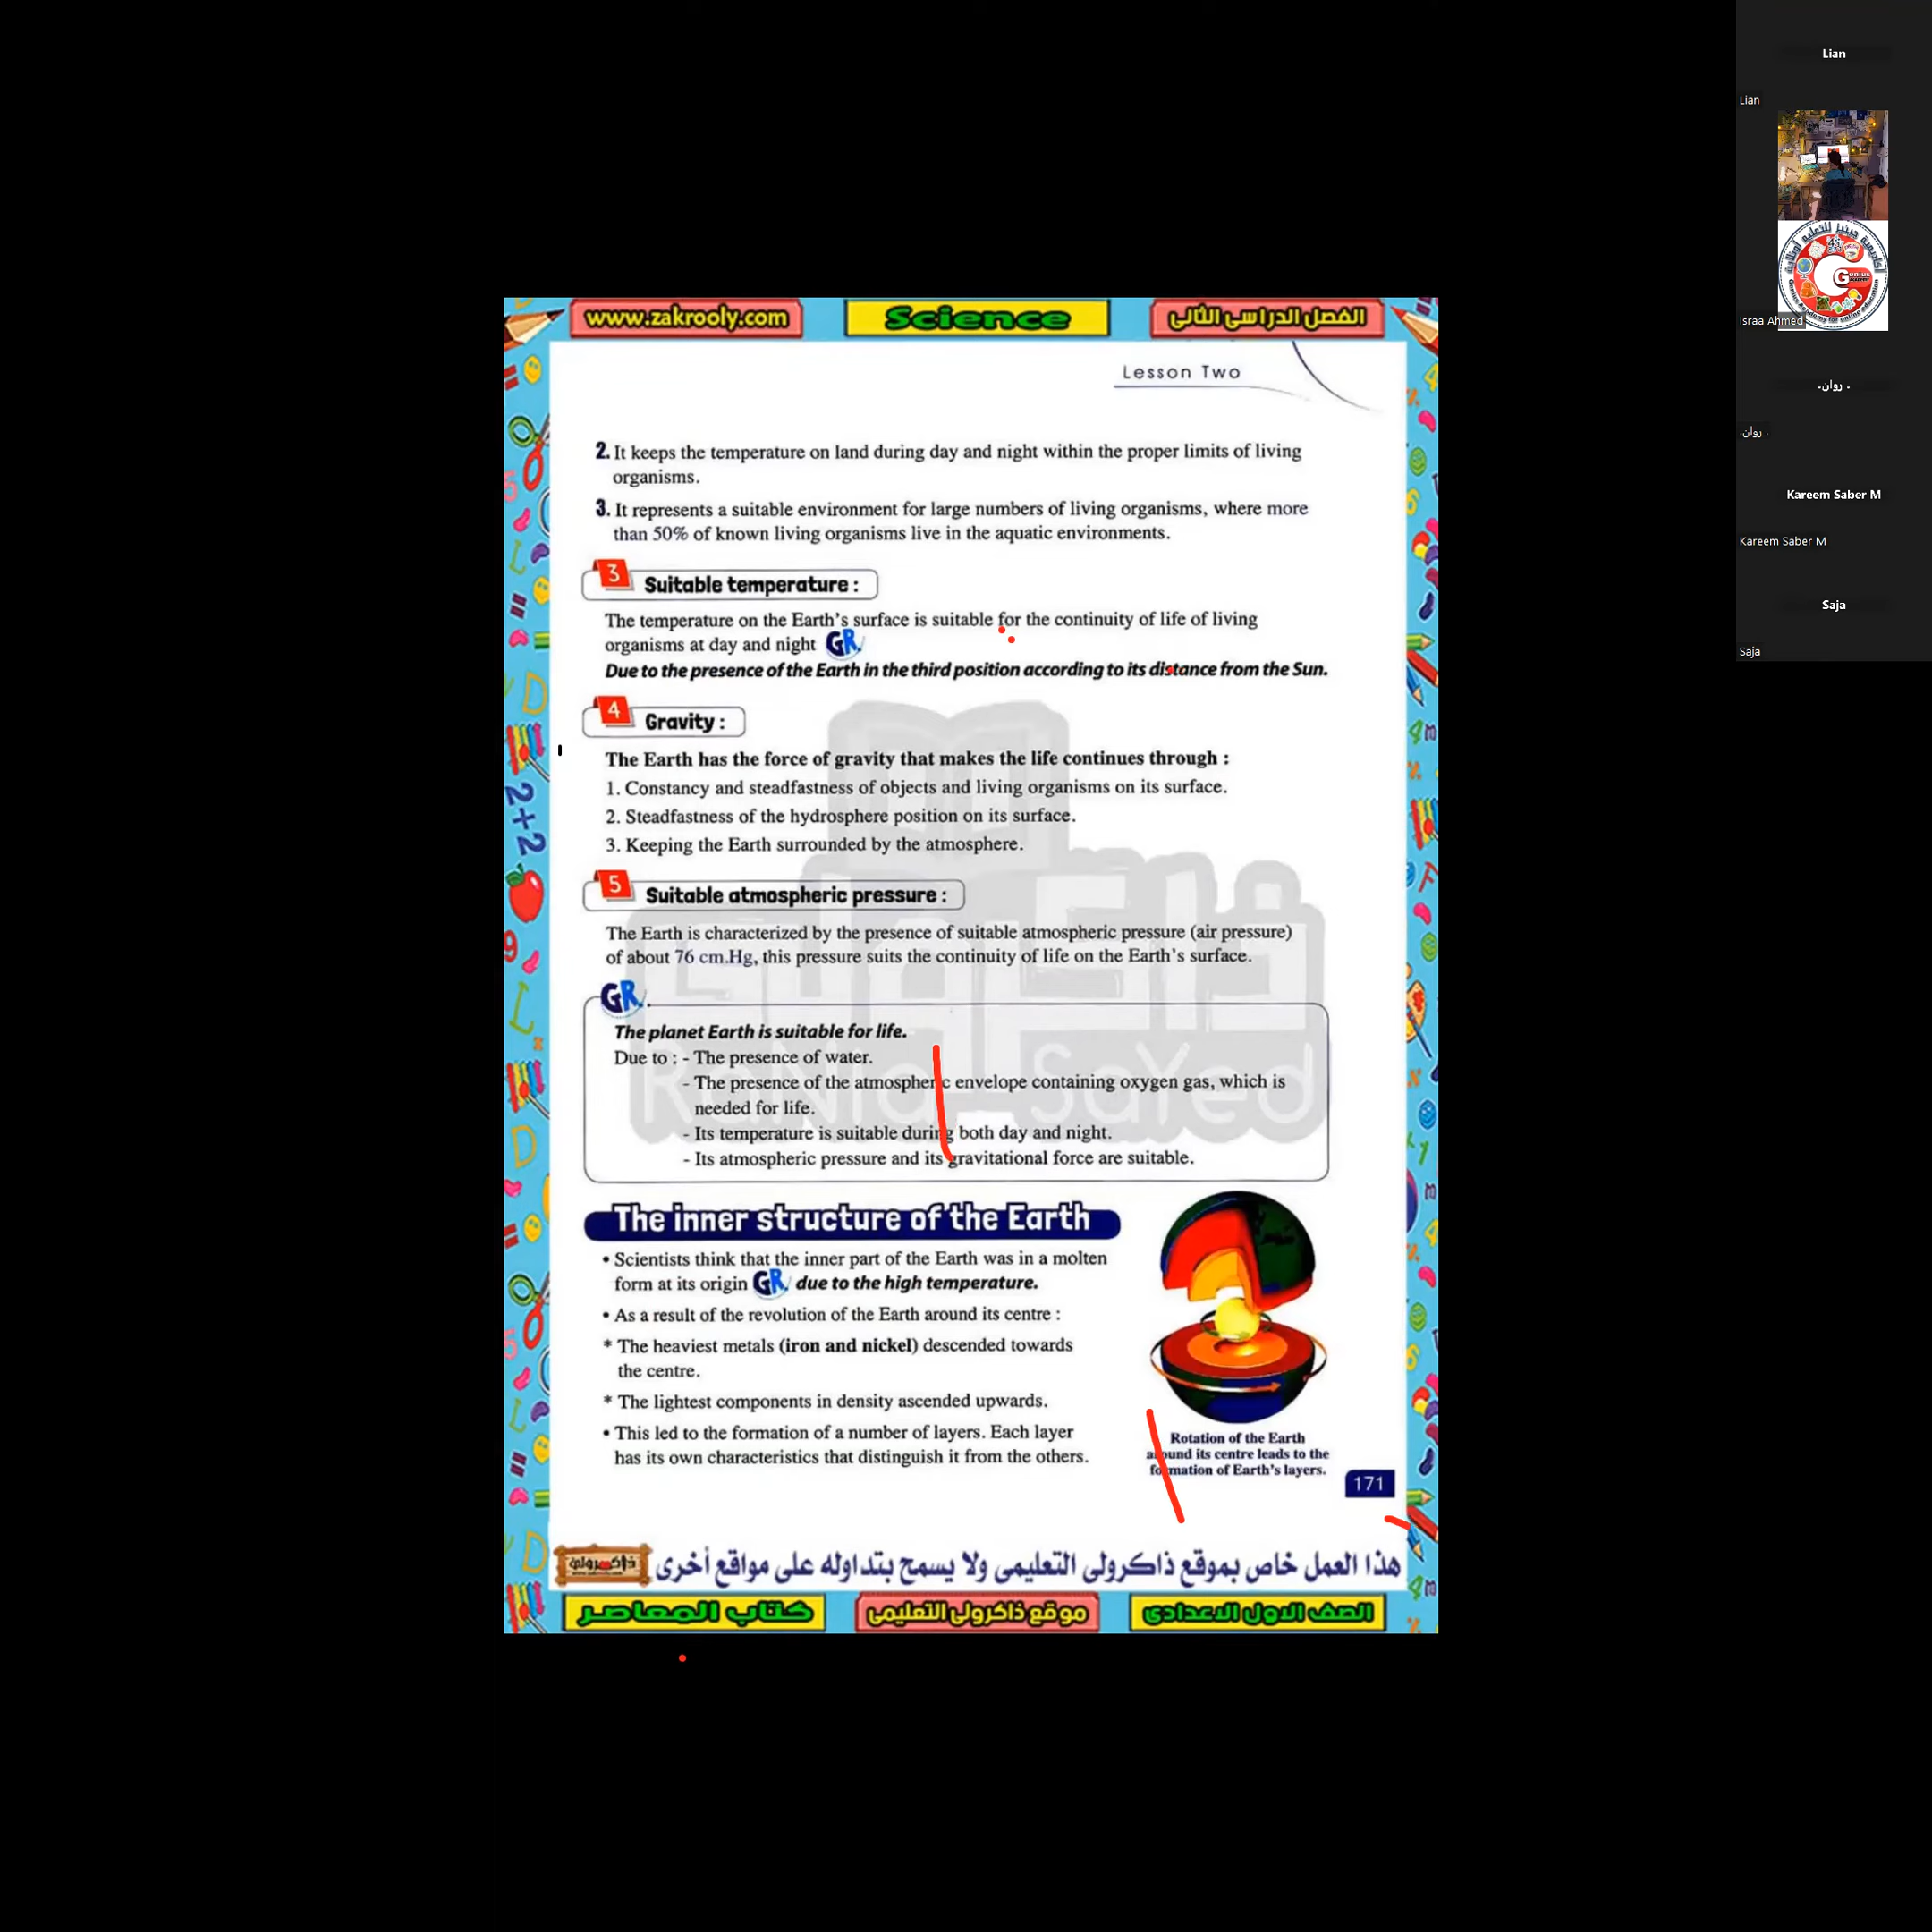 www.zakrooly.com
Science
الفصل الدراسى الثانى
Lesson Two
2. It keeps the temperature on land during day and night within the proper limits of living
organisms.
3. It represents a suitable environment for large numbers of living organisms, where more
than 50% of known living organisms live in the aquatic environments.
3 Suitable temperature :
The temperature on the Earth's surface is suitable for the continuity of life of living
organisms at day and night GR.
Due to the presence of the Earth in the third position according to its distance from the Sun.
4 Gravity :
The Earth has the force of gravity that makes the life continues through :
1. Constancy and steadfastness of objects and living organisms on its surface.
2. Steadfastness of the hydrosphere position on its surface.
3. Keeping the Earth surrounded by the atmosphere.
5 Suitable atmospheric pressure :
The Earth is characterized by the presence of suitable atmospheric pressure (air pressure)
of about 76 cm.Hg, this pressure suits the continuity of life on the Earth's surface.
GR.
The planet Earth is suitable for life.
Due to : - The presence of water.
- The presence of the atmospheric envelope containing oxygen gas, which is
needed for life.
- Its temperature is suitable during both day and night.
- Its atmospheric pressure and its gravitational force are suitable.
ذاكرولى
RaNia SaYed
The inner structure of the Earth
• Scientists think that the inner part of the Earth was in a molten
form at its origin GR. due to the high temperature.
• As a result of the revolution of the Earth around its centre :
* The heaviest metals (iron and nickel) descended towards
the centre.
* The lightest components in density ascended upwards.
• This led to the formation of a number of layers. Each layer
has its own characteristics that distinguish it from the others.
Rotation of the Earth
around its centre leads to the
formation of Earth's layers.
171
هذا العمل خاص بموقع ذاكرولى التعليمى ولا يسمح بتداوله على مواقع أخرى
ذاكرولى
كتاب المعاصر
موقع ذاكرولى التعليمى
الصف الاول الاعدادى
Lian
Lian
أكاديمية جينيز للتعليم أونلاين
Genius
Genius Academy for online education
Israa Ahmed
. روان.
. روان.
Kareem Saber M
Kareem Saber M
Saja
Saja